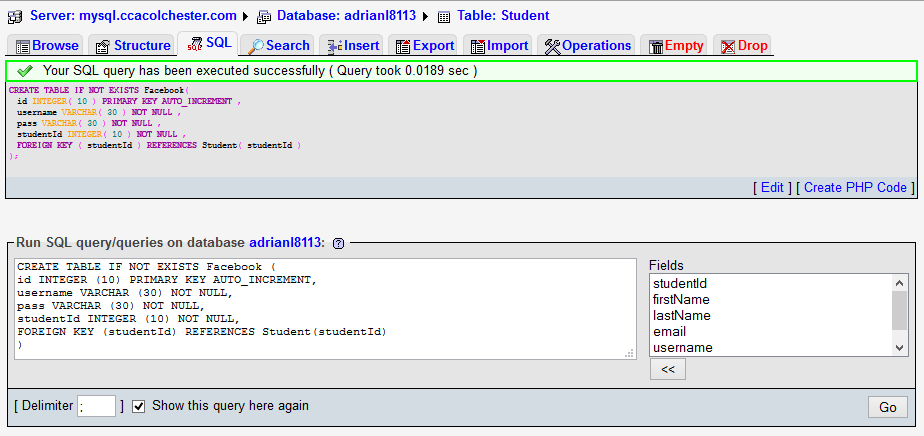 Server: mysql.ccacolchester.com Database: adrianl8113 Table: Student
Browse Structure SQL Search Insert Export Import Operations Empty Drop
Your SQL query has been executed successfully ( Query took 0.0189 sec )
CREATE TABLE IF NOT EXISTS Facebook(
id INTEGER( 10 ) PRIMARY KEY AUTO_INCREMENT ,
username VARCHAR( 30 ) NOT NULL ,
pass VARCHAR( 30 ) NOT NULL ,
studentId INTEGER( 10 ) NOT NULL ,
FOREIGN KEY ( studentId ) REFERENCES Student( studentId )
);
[ Edit ] [ Create PHP Code ]
Run SQL query/queries on database adrianl8113: ?
CREATE TABLE IF NOT EXISTS Facebook (
id INTEGER (10) PRIMARY KEY AUTO_INCREMENT,
username VARCHAR (30) NOT NULL,
pass VARCHAR (30) NOT NULL,
studentId INTEGER (10) NOT NULL,
FOREIGN KEY (studentId) REFERENCES Student(studentId)
)
Fields
studentId
firstName
lastName
email
username
<<
[ Delimiter ; ] Show this query here again
Go